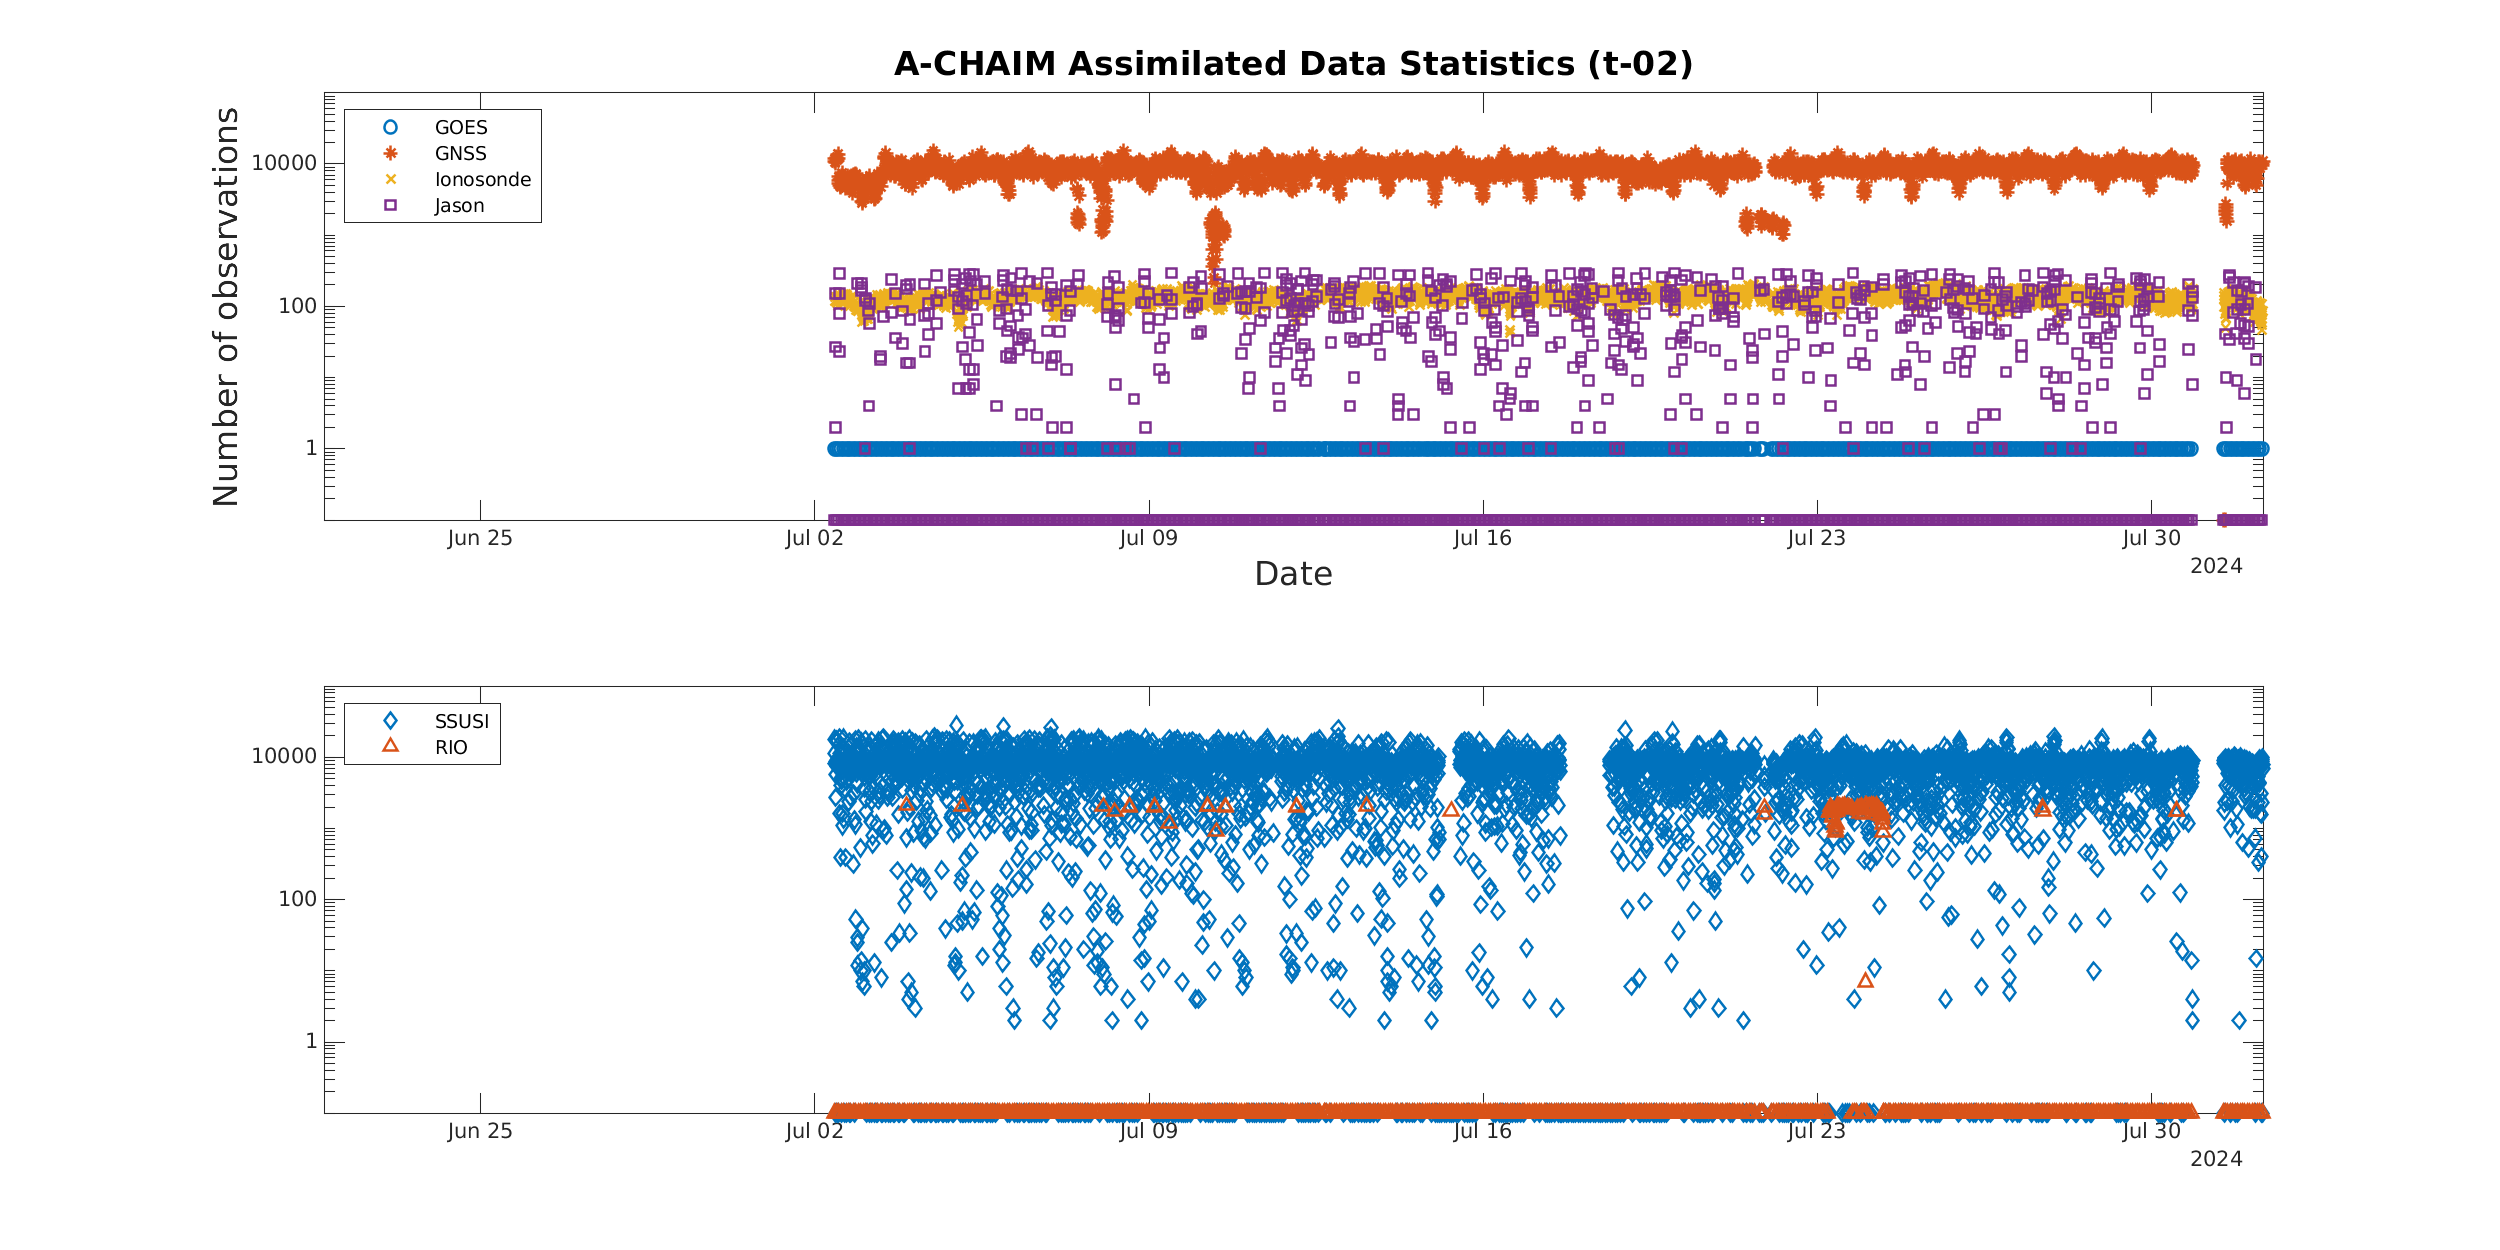 A-CHAIM Assimilated Data Statistics (t-02)
Number of observations
GOES
GNSS
Ionosonde
Jason
10000
100
1
Jun 25
Jul 02
Jul 09
Jul 16
Jul 23
Jul 30
2024
Date
SSUSI
RIO
10000
100
1
Jun 25
Jul 02
Jul 09
Jul 16
Jul 23
Jul 30
2024